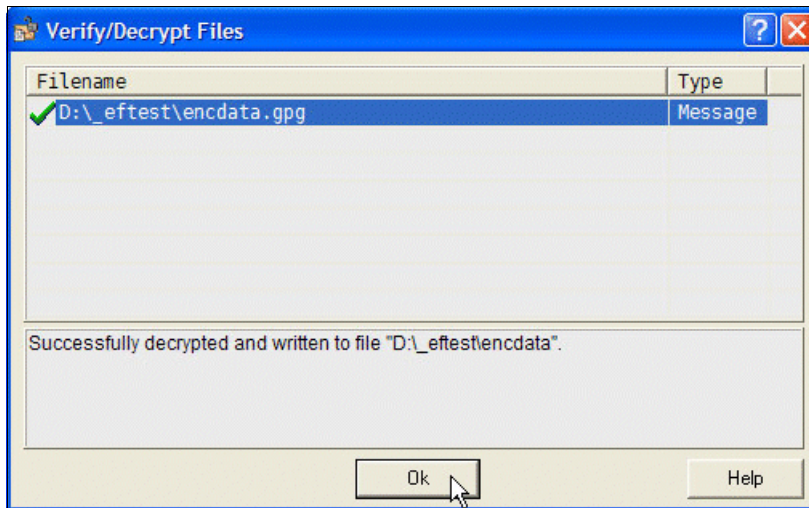 Verify/Decrypt Files
Filename Type
D:\_eftest\encdata.gpg Message
Successfully decrypted and written to file "D:\_eftest\encdata".
Ok Help